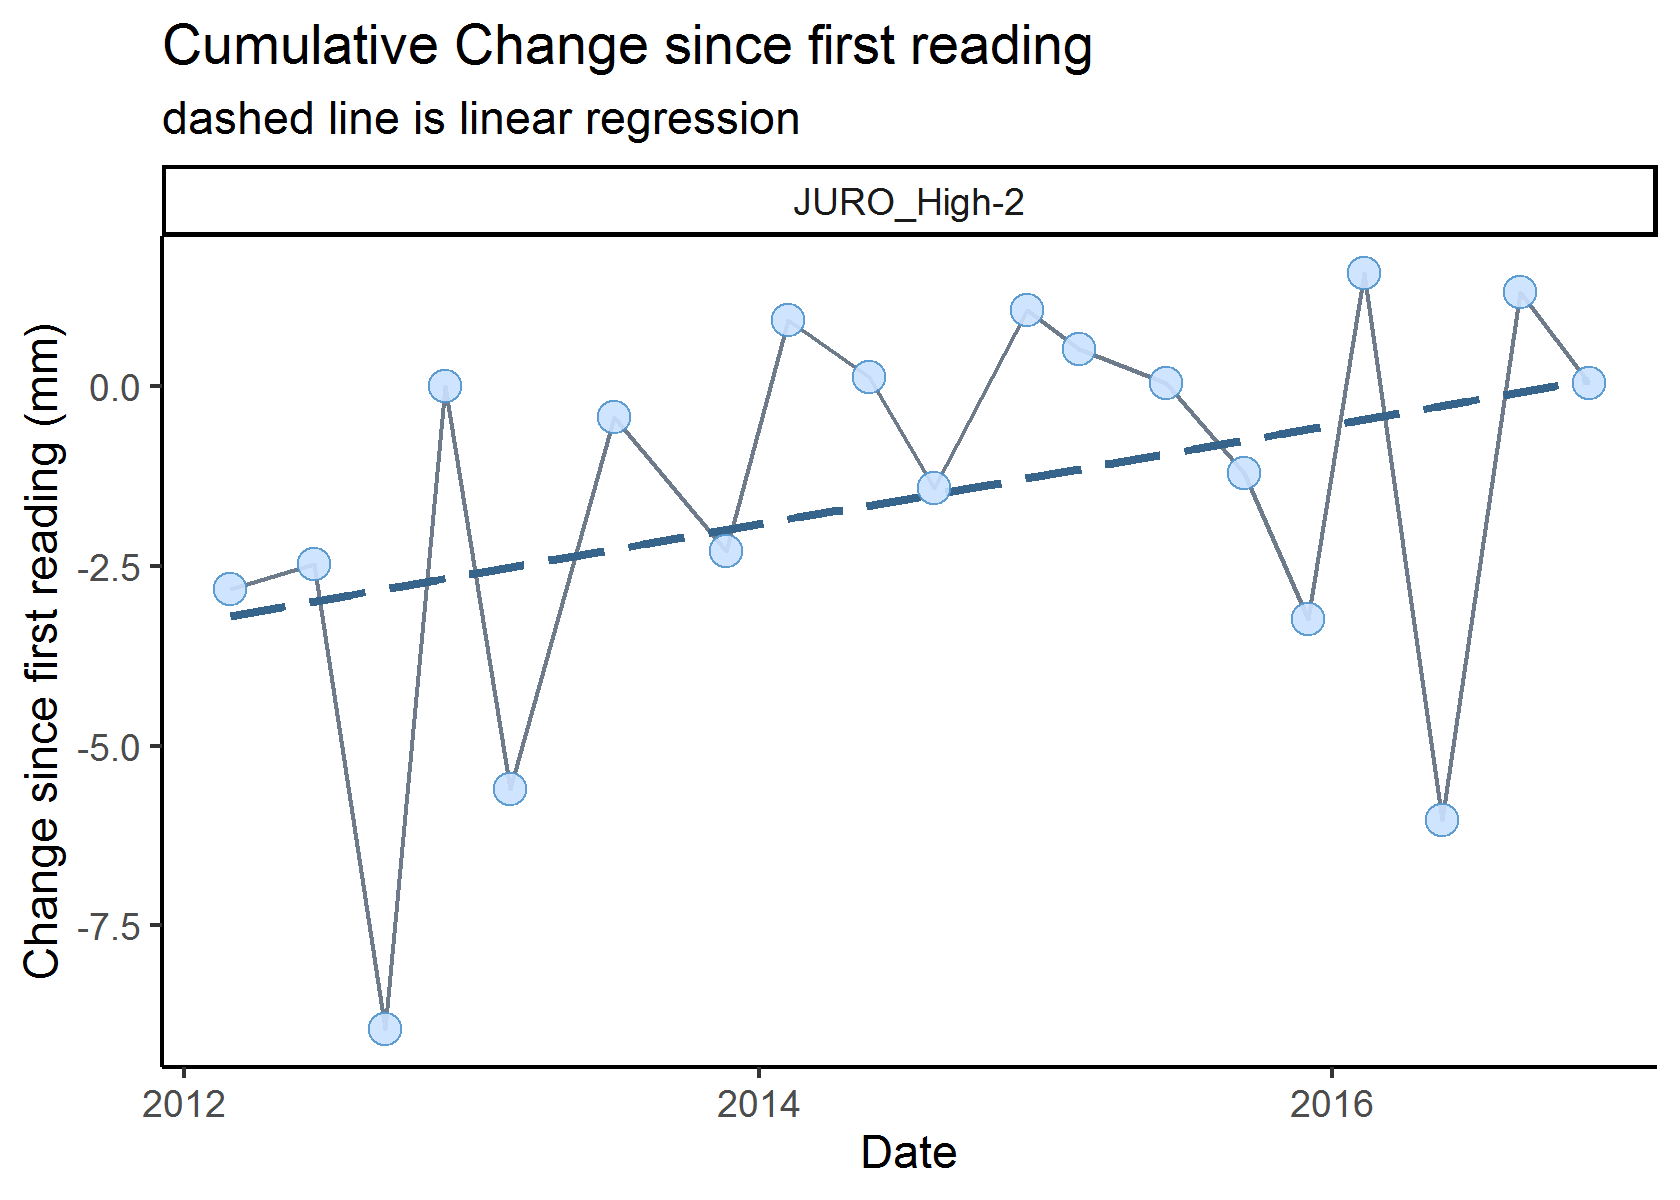 Cumulative Change since first reading
dashed line is linear regression
JURO_High-2
Change since first reading (mm)
0.0
-2.5
-5.0
-7.5
2012
2014
2016
Date